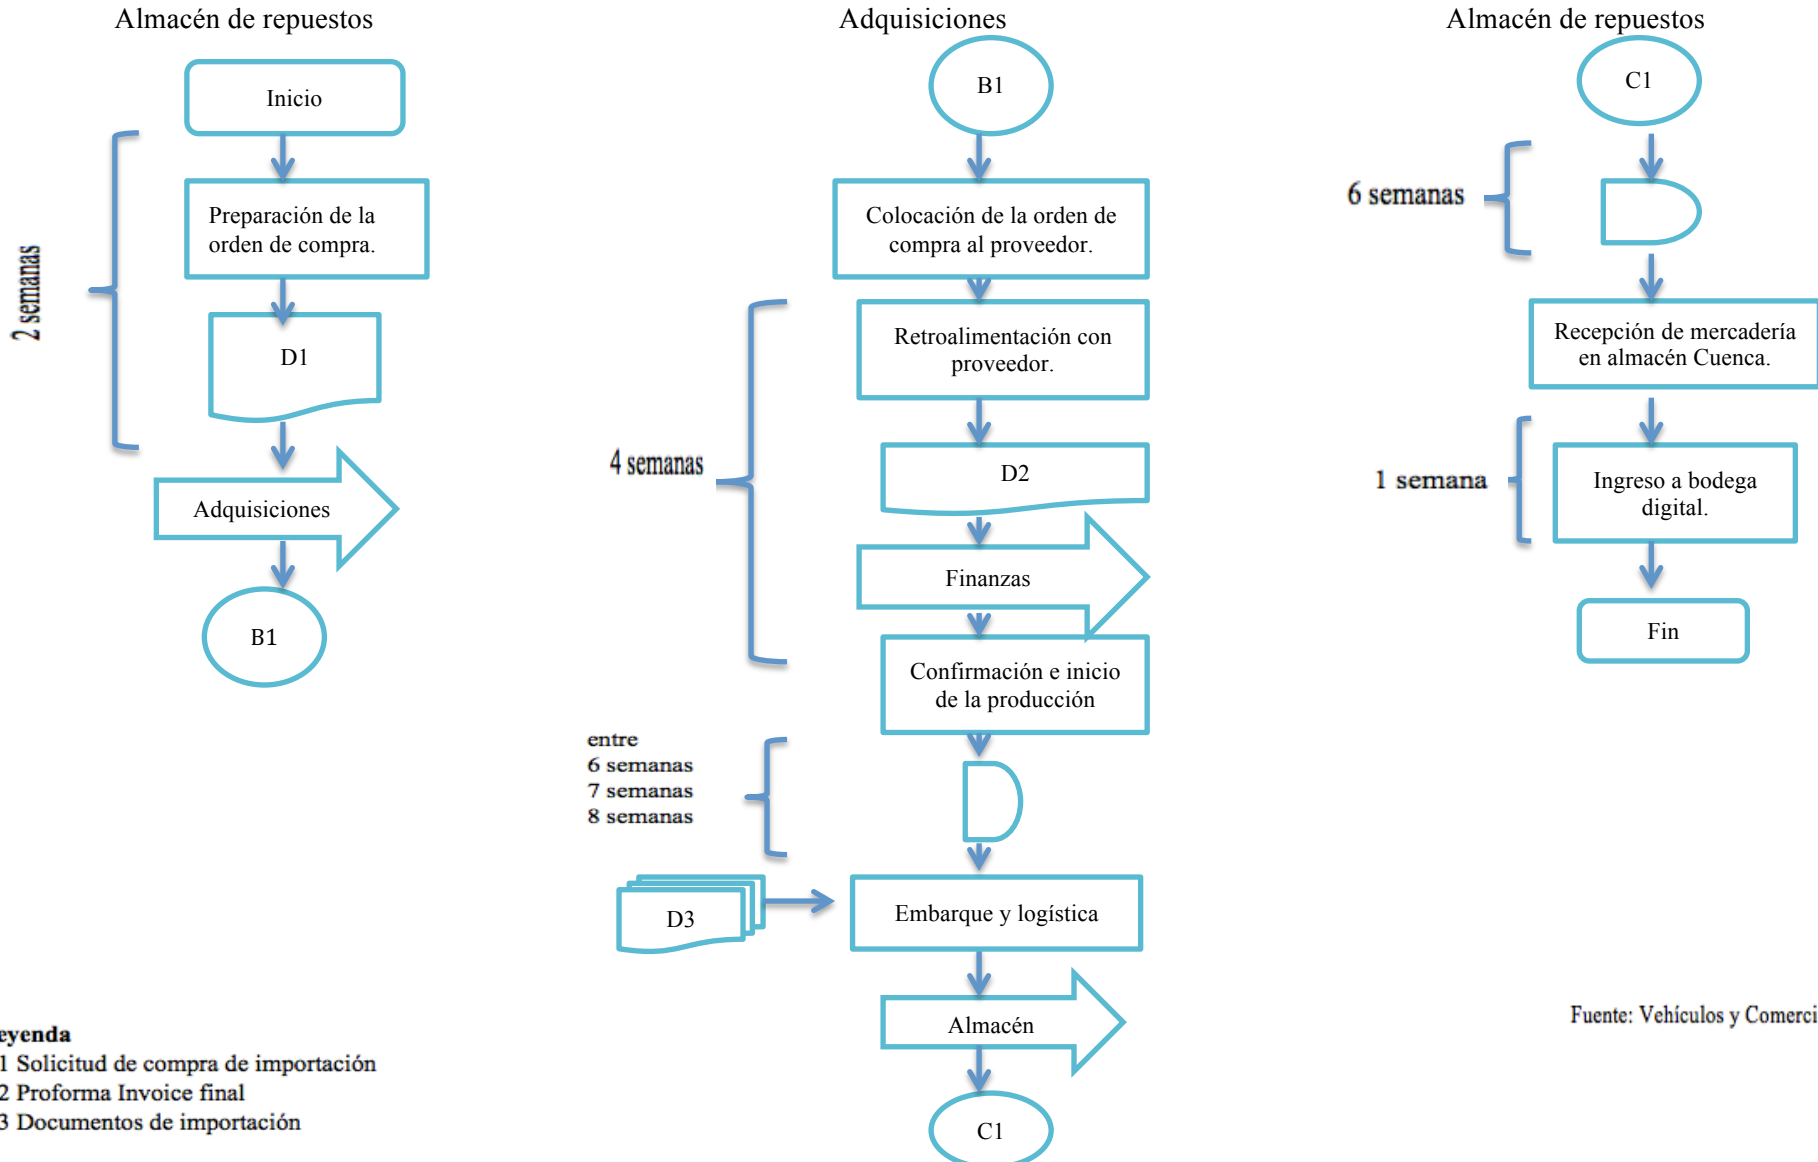 Almacén de repuestos
Inicio
2 semanas
Preparación de la
orden de compra.
D1
Adquisiciones
B1
Adquisiciones
B1
Colocación de la orden de
compra al proveedor.
4 semanas
Retroalimentación con
proveedor.
D2
Finanzas
Confirmación e inicio
de la producción
entre
6 semanas
7 semanas
8 semanas
D3
Embarque y logística
Almacén
C1
Almacén de repuestos
C1
6 semanas
Recepción de mercadería
en almacén Cuenca.
1 semana
Ingreso a bodega
digital.
Fin
Fuente: Vehículos y Comerci
eyenda
1 Solicitud de compra de importación
2 Proforma Invoice final
3 Documentos de importación